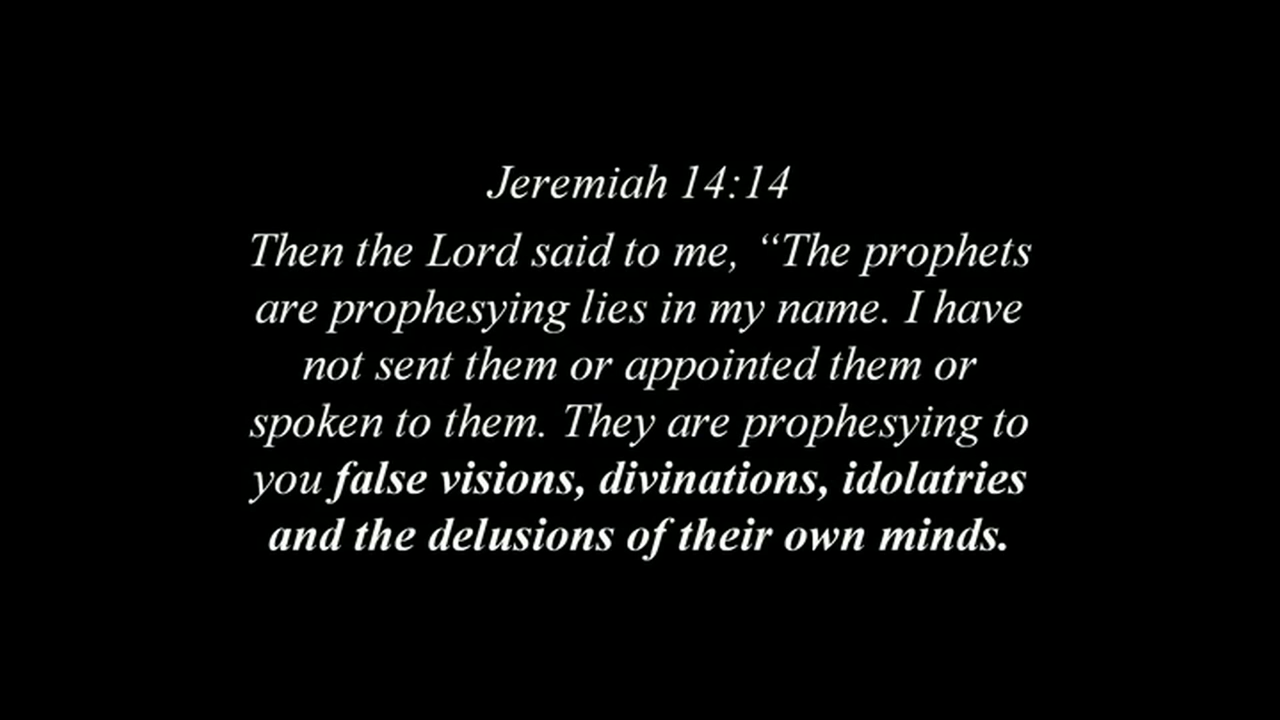 Jeremiah 14:14
Then the Lord said to me, “The prophets
are prophesying lies in my name. I have
not sent them or appointed them or
spoken to them. They are prophesying to
you false visions, divinations, idolatries
and the delusions of their own minds.